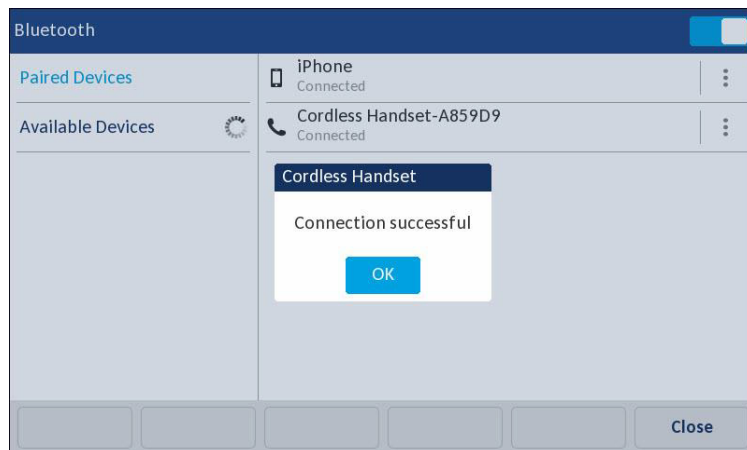 Bluetooth
Paired Devices
Available Devices
iPhone
Connected
Cordless Handset-A859D9
Connected
Cordless Handset
Connection successful
OK
Close